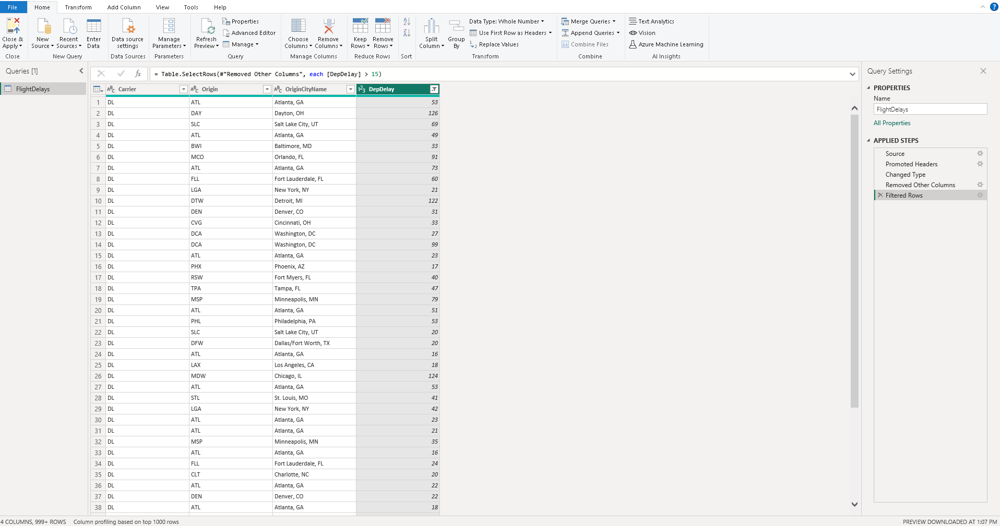 File Home Transform Add Column View Tools Help
Close & Apply
Close
New Source
Recent Sources
Enter Data
New Query
Data source settings
Data Sources
Manage Parameters
Parameters
Refresh Preview
Properties
Advanced Editor
Manage
Query
Choose Columns
Remove Columns
Manage Columns
Keep Rows
Remove Rows
Reduce Rows
Sort
Split Column
Group By
Data Type: Whole Number
Use First Row as Headers
Replace Values
Transform
Merge Queries
Append Queries
Combine Files
Combine
Text Analytics
Vision
Azure Machine Learning
AI Insights
Queries [1]
FlightDelays
fx = Table.SelectRows(#"Removed Other Columns", each [DepDelay] > 15)
Carrier Origin OriginCityName DepDelay
1 DL ATL Atlanta, GA 53
2 DL DAY Dayton, OH 126
3 DL SLC Salt Lake City, UT 69
4 DL ATL Atlanta, GA 49
5 DL BWI Baltimore, MD 33
6 DL MCO Orlando, FL 91
7 DL ATL Atlanta, GA 73
8 DL FLL Fort Lauderdale, FL 60
9 DL LGA New York, NY 21
10 DL DTW Detroit, MI 122
11 DL DEN Denver, CO 31
12 DL CVG Cincinnati, OH 33
13 DL DCA Washington, DC 27
14 DL DCA Washington, DC 99
15 DL ATL Atlanta, GA 23
16 DL PHX Phoenix, AZ 17
17 DL RSW Fort Myers, FL 40
18 DL TPA Tampa, FL 47
19 DL MSP Minneapolis, MN 79
20 DL ATL Atlanta, GA 51
21 DL PHL Philadelphia, PA 53
22 DL SLC Salt Lake City, UT 20
23 DL DFW Dallas/Fort Worth, TX 20
24 DL ATL Atlanta, GA 16
25 DL LAX Los Angeles, CA 18
26 DL MDW Chicago, IL 124
27 DL ATL Atlanta, GA 53
28 DL STL St. Louis, MO 41
29 DL LGA New York, NY 42
30 DL ATL Atlanta, GA 23
31 DL ATL Atlanta, GA 21
32 DL MSP Minneapolis, MN 35
33 DL ATL Atlanta, GA 16
34 DL FLL Fort Lauderdale, FL 24
35 DL CLT Charlotte, NC 20
36 DL ATL Atlanta, GA 22
37 DL DEN Denver, CO 22
38 DL ATL Atlanta, GA 18
Query Settings
PROPERTIES
Name
FlightDelays
All Properties
APPLIED STEPS
Source
Promoted Headers
Changed Type
Removed Other Columns
Filtered Rows
4 COLUMNS, 999+ ROWS Column profiling based on top 1000 rows
PREVIEW DOWNLOADED AT 1:07 PM